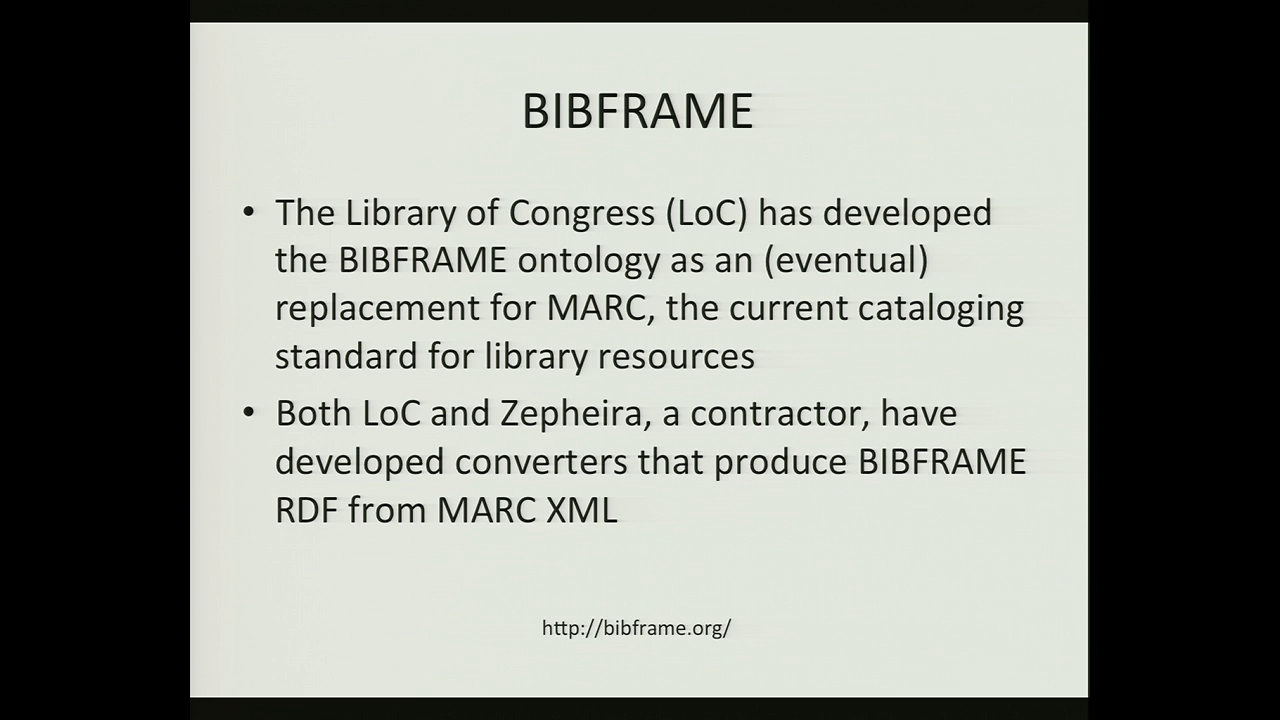 BIBFRAME
• The Library of Congress (LoC) has developed
the BIBFRAME ontology as an (eventual)
replacement for MARC, the current cataloging
standard for library resources
• Both LoC and Zepheira, a contractor, have
developed converters that produce BIBFRAME
RDF from MARC XML
http://bibframe.org/